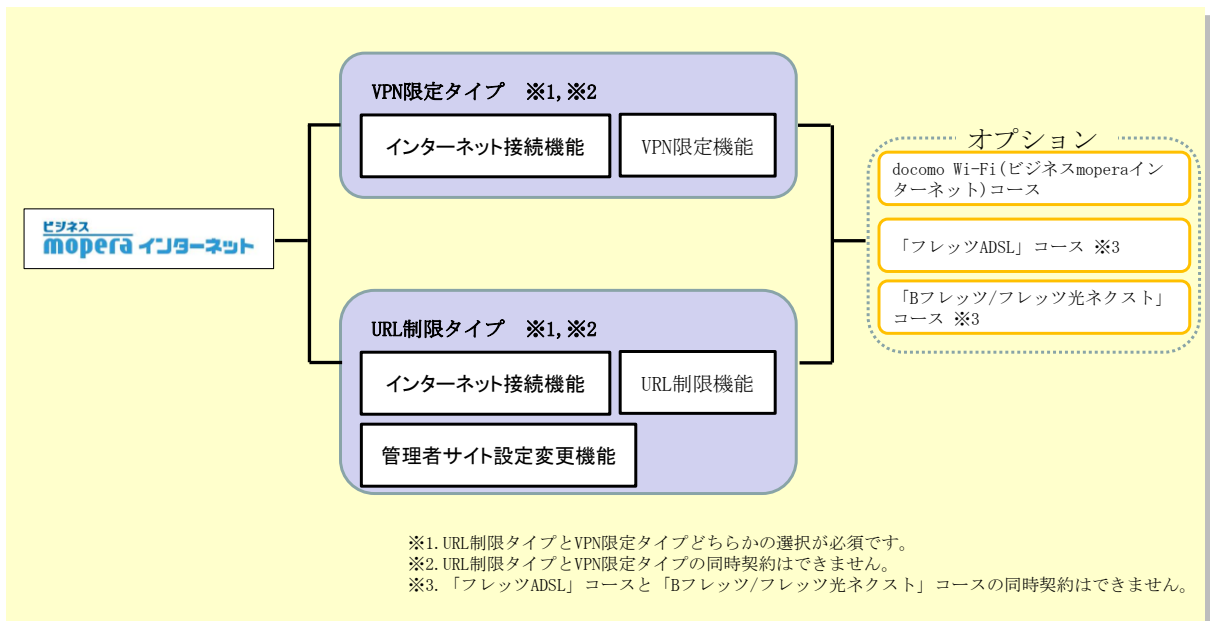 ビジネス
mopera インターネット
VPN限定タイプ　※1,※2
インターネット接続機能
VPN限定機能
URL制限タイプ　※1,※2
インターネット接続機能
URL制限機能
管理者サイト設定変更機能
オプション
docomo Wi-Fi(ビジネスmoperaイン
ターネット)コース
「フレッツADSL」コース ※3
「Bフレッツ/フレッツ光ネクスト」
コース ※3
※1.URL制限タイプとVPN限定タイプどちらかの選択が必須です。
※2.URL制限タイプとVPN限定タイプの同時契約はできません。
※3.「フレッツADSL」コースと「Bフレッツ/フレッツ光ネクスト」コースの同時契約はできません。